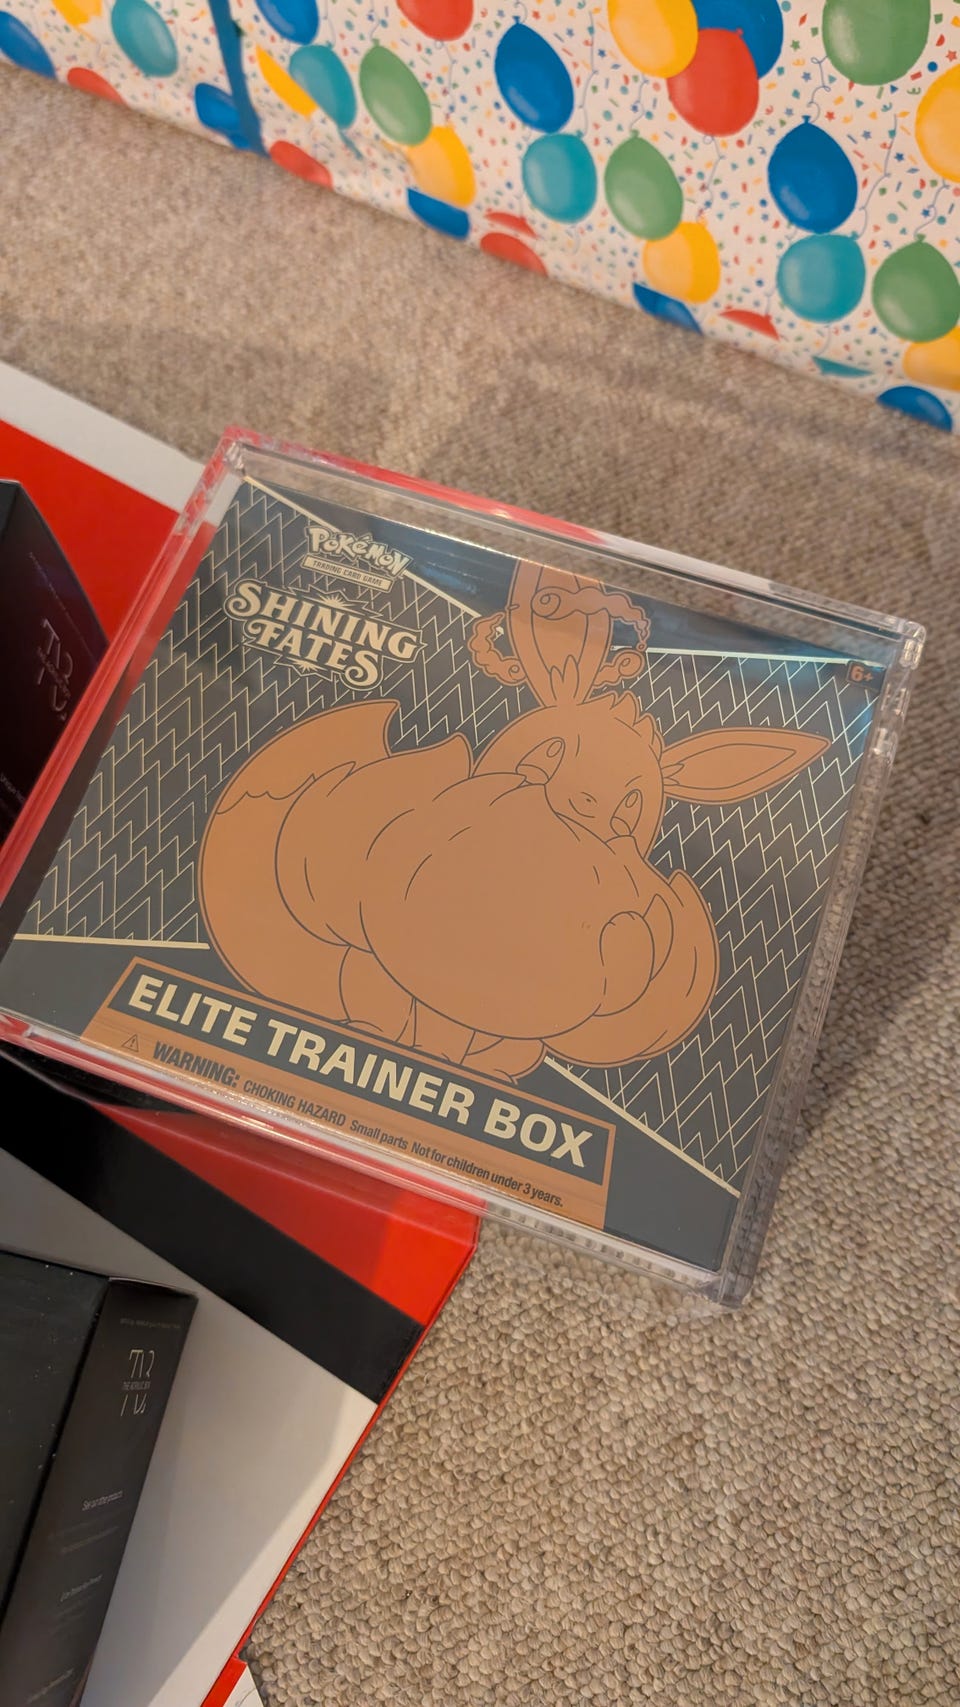 POKéMON
TRADING CARD GAME
SHINING
FATES
6+
ELITE TRAINER BOX
WARNING: CHOKING HAZARD Small parts Not for children under 3 years.